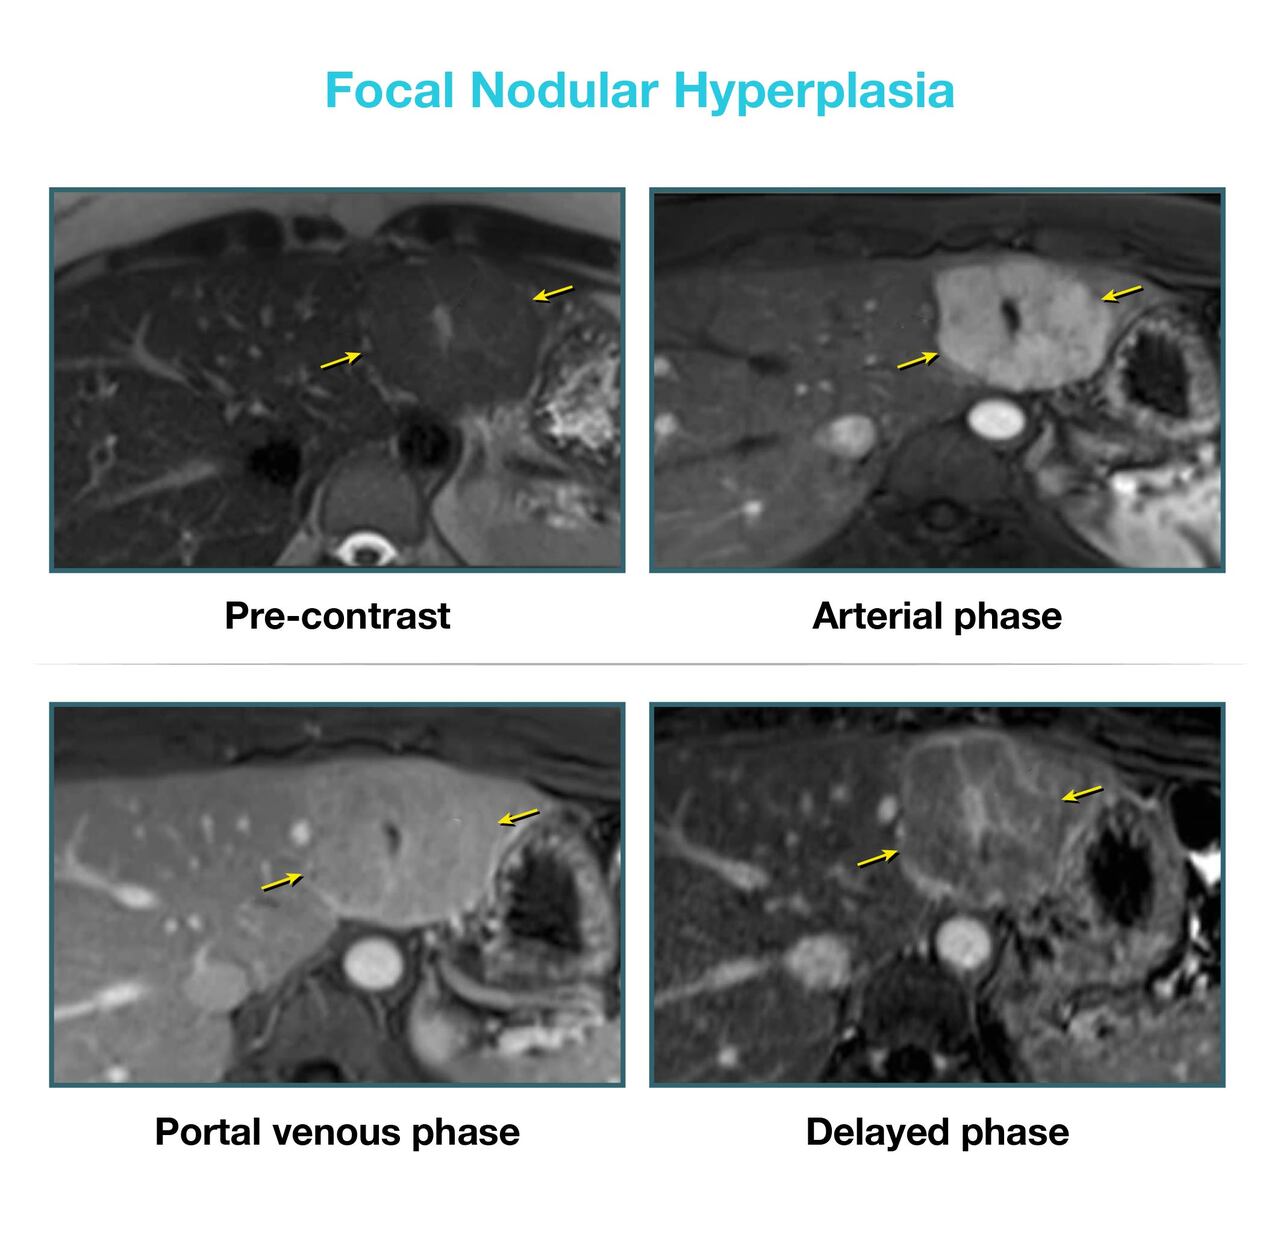 Focal Nodular Hyperplasia
Pre-contrast
Arterial phase
Portal venous phase
Delayed phase